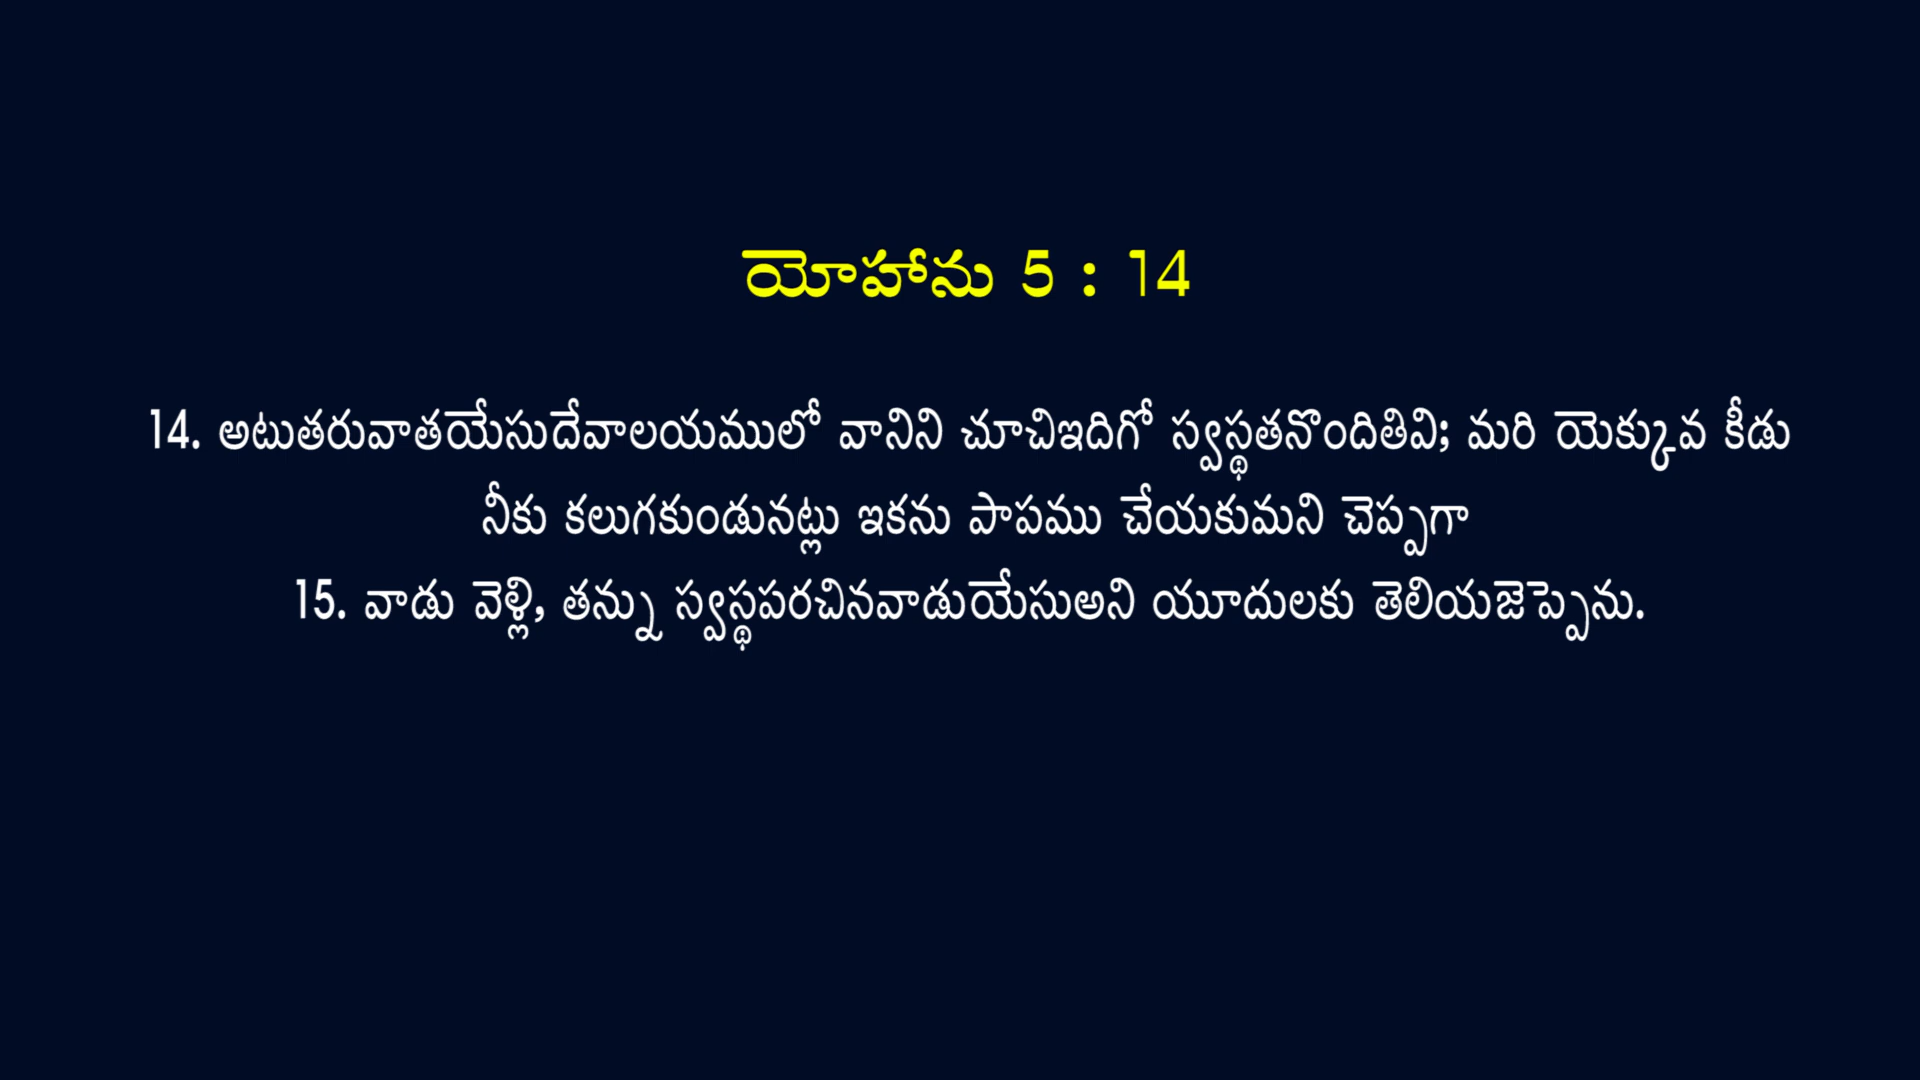 యోహాను 5 : 14
14. అటుతరువాతయేసుదేవాలయములో వానిని చూచిఇదిగో స్వస్థతనొందితివి; మరి యెక్కువ కీడు
నీకు కలుగకుండునట్లు ఇకను పాపము చేయకుమని చెప్పగా
15. వాడు వెళ్లి, తన్ను స్వస్థపరచినవాడుయేసుఅని యూదులకు తెలియజెప్పెను.